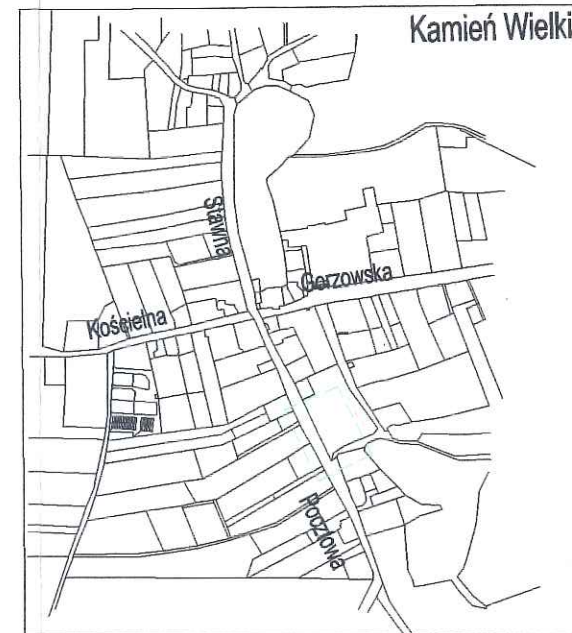 Kamień Wielki
Stawna
Gorzowska
Kościelna
Pocztowa